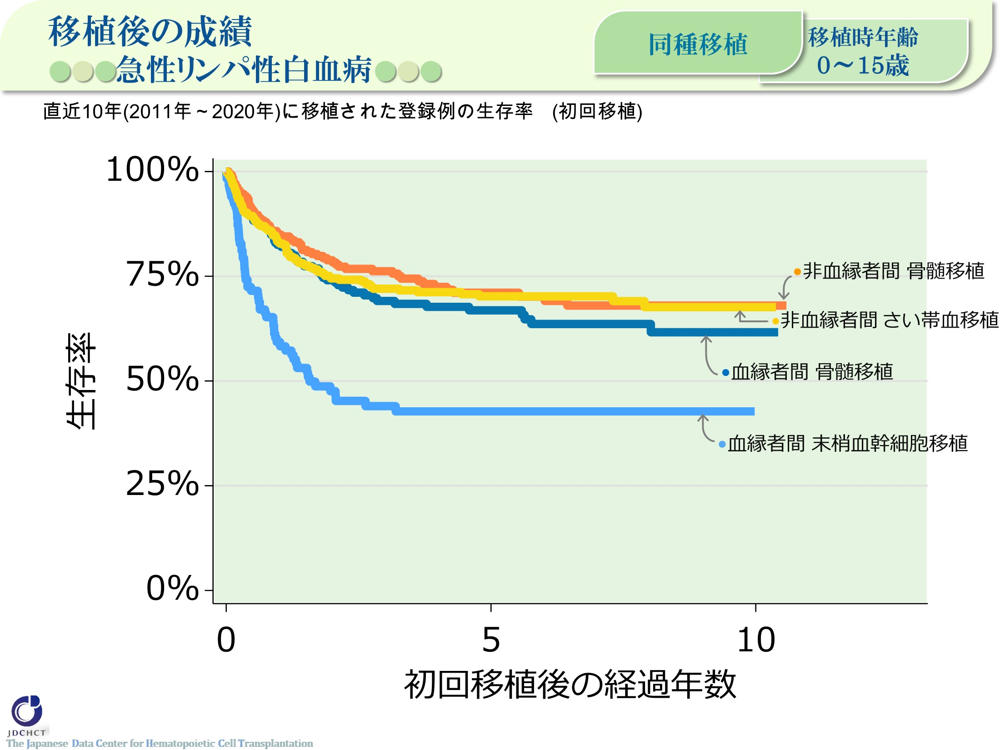 移植後の成績
急性リンパ性白血病
同種移植
移植時年齢
0～15歳
直近10年(2011年～2020年)に移植された登録例の生存率　(初回移植)
100%
75%
50%
25%
0%
生存率
非血縁者間 骨髄移植
非血縁者間 さい帯血移植
血縁者間 骨髄移植
血縁者間 末梢血幹細胞移植
0 5 10
初回移植後の経過年数
JDCHCT
The Japanese Data Center for Hematopoietic Cell Transplantation